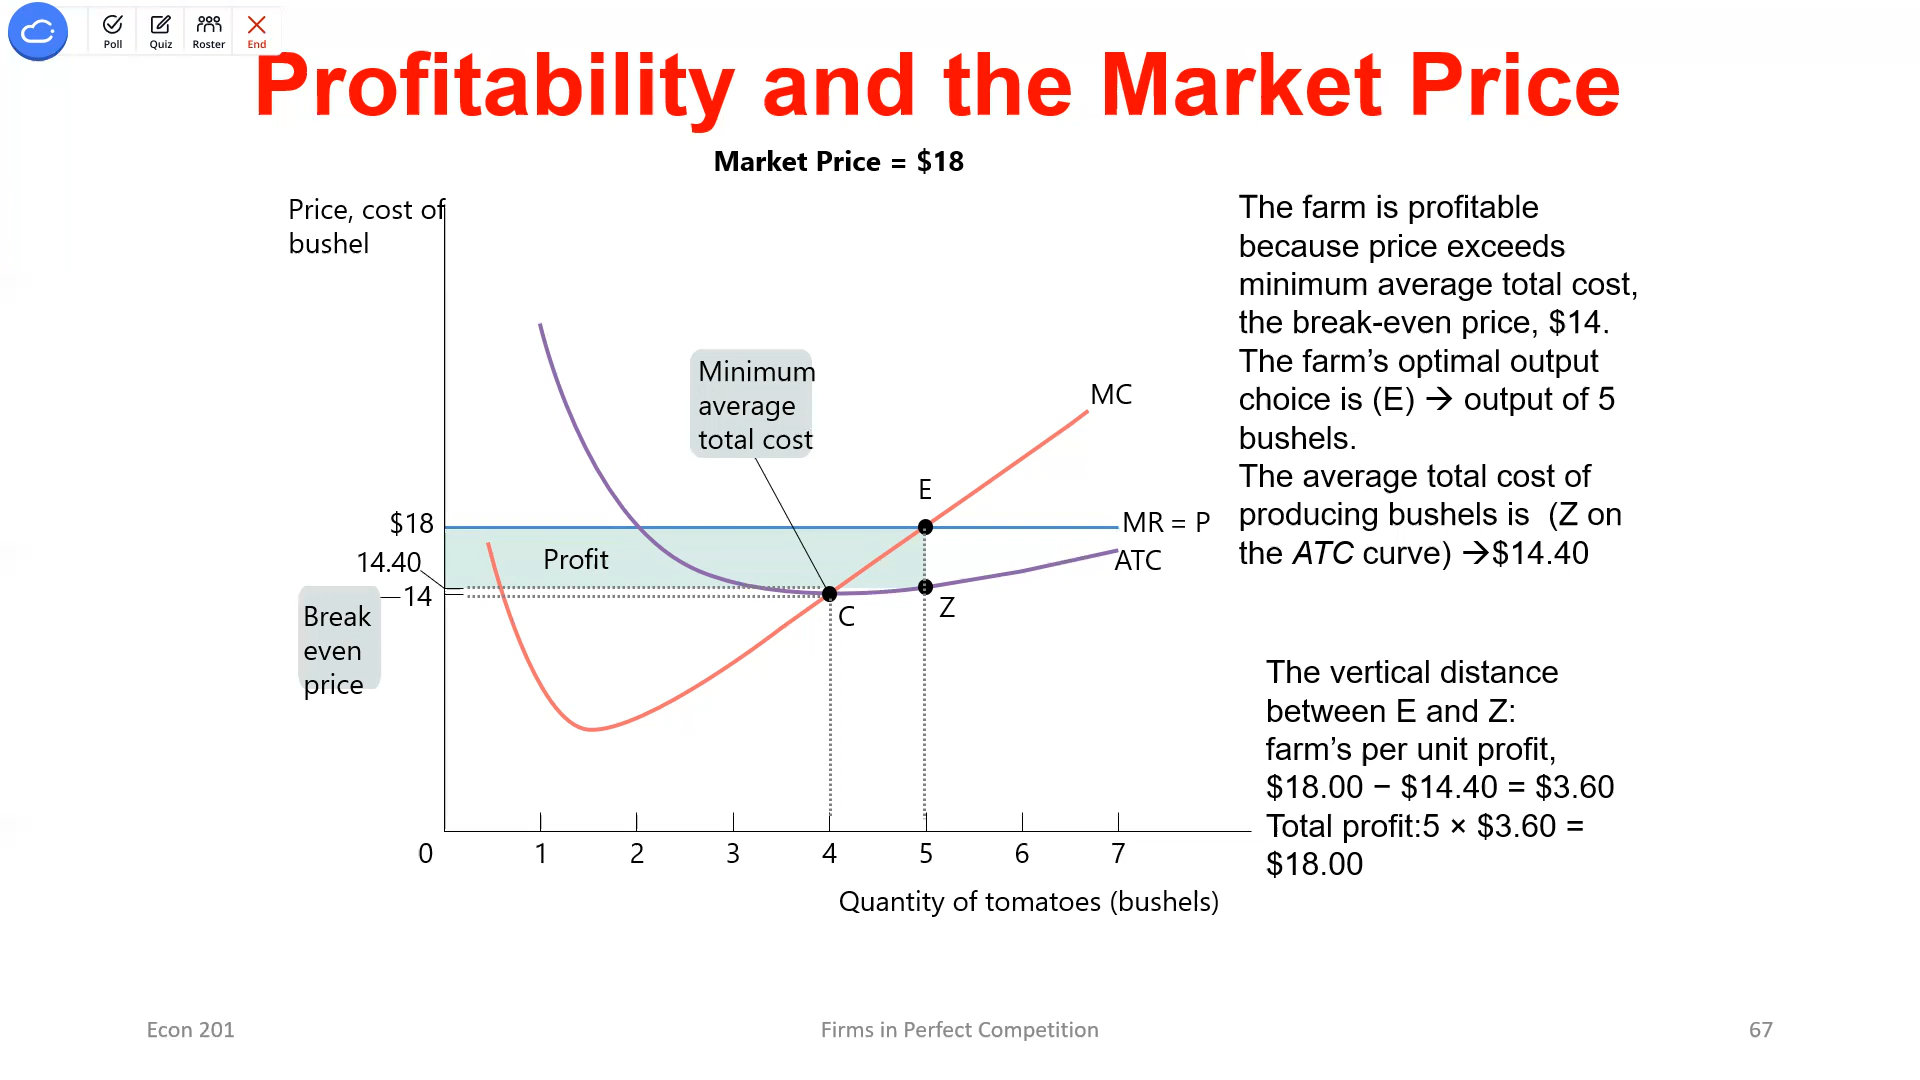 Poll
Quiz
Roster
End
Profitability and the Market Price
Market Price = $18
Price, cost of
bushel
Minimum
average
total cost
MC
E
$18
MR = P
Profit
14.40
ATC
14
C
Z
Break
even
price
0
1
2
3
4
5
6
7
Quantity of tomatoes (bushels)
The farm is profitable
because price exceeds
minimum average total cost,
the break-even price, $14.
The farm’s optimal output
choice is (E) → output of 5
bushels.
The average total cost of
producing bushels is (Z on
the ATC curve) →$14.40
The vertical distance
between E and Z:
farm’s per unit profit,
$18.00 − $14.40 = $3.60
Total profit:5 × $3.60 =
$18.00
Econ 201
Firms in Perfect Competition
67